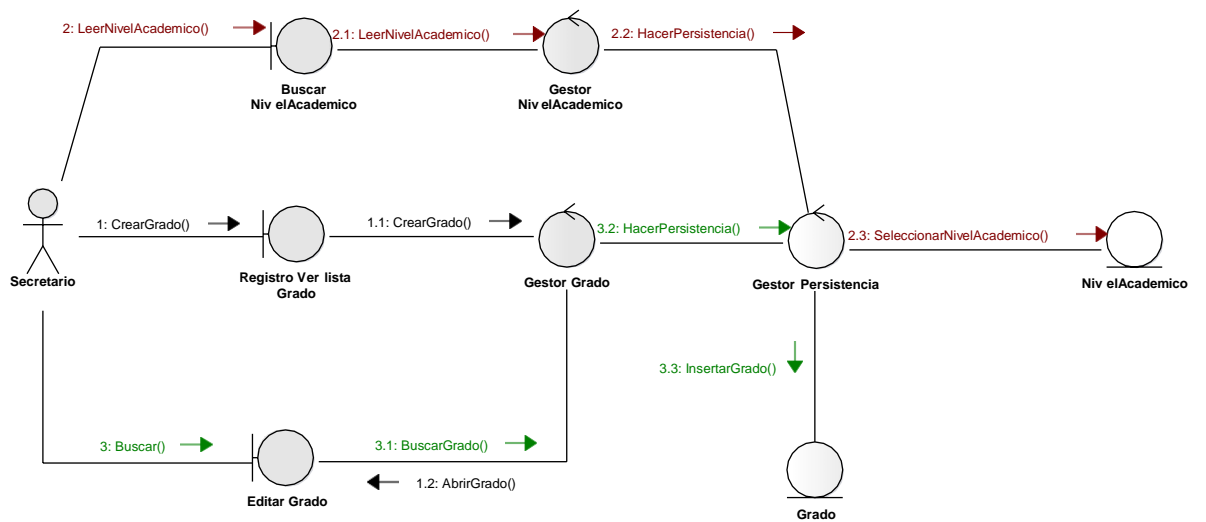 2: LeerNivelAcademico()
2.1: LeerNivelAcademico()
2.2: HacerPersistencia()
Buscar
Niv elAcademico
Gestor
Niv elAcademico
1: CrearGrado()
1.1: CrearGrado()
3.2: HacerPersistencia()
2.3: SeleccionarNivelAcademico()
Secretario
Registro Ver lista
Grado
Gestor Grado
Gestor Persistencia
Niv elAcademico
3.3: InsertarGrado()
3: Buscar()
3.1: BuscarGrado()
1.2: AbrirGrado()
Editar Grado
Grado